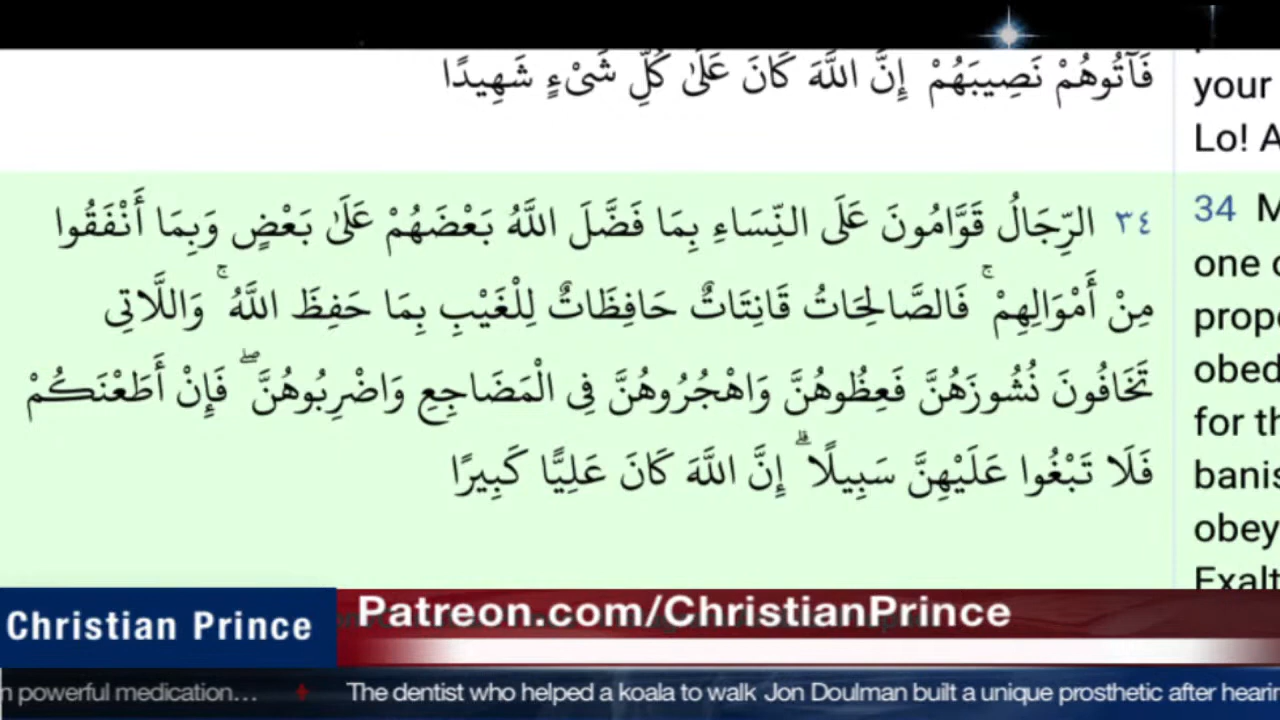 فَآتُوهُمْ نَصِيبَهُمْ إِنَّ اللَّهَ كَانَ عَلَىٰ كُلِّ شَىْءٍ شَهِيدًا
your
Lo! A
٣٤ الرِّجَالُ قَوَّامُونَ عَلَى النِّسَاءِ بِمَا فَضَّلَ اللَّهُ بَعْضَهُمْ عَلَىٰ بَعْضٍ وَبِمَا أَنْفَقُوا
مِنْ أَمْوَالِهِمْ ۚ فَالصَّالِحَاتُ قَانِتَاتٌ حَافِظَاتٌ لِلْغَيْبِ بِمَا حَفِظَ اللَّهُ ۚ وَاللَّاتِى
تَخَافُونَ نُشُوزَهُنَّ فَعِظُوهُنَّ وَاهْجُرُوهُنَّ فِى الْمَضَاجِعِ وَاضْرِبُوهُنَّ ۖ فَإِنْ أَطَعْنَكُمْ
فَلَا تَبْغُوا عَلَيْهِنَّ سَبِيلًا ۗ إِنَّ اللَّهَ كَانَ عَلِيًّا كَبِيرًا
34 M
one
prope
obed
for th
banis
obey
Exalt
Christian Prince
Patreon.com/ChristianPrince
n powerful medication... ♦ The dentist who helped a koala to walk Jon Doulman built a unique prosthetic after hearin